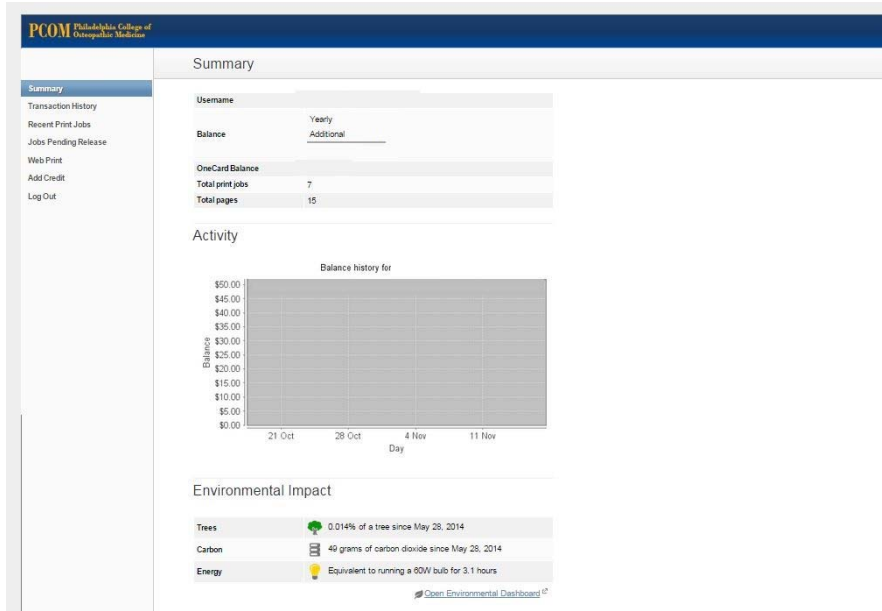 PCOM Philadelphia College of
Osteopathic Medicine
Summary
Summary
Transaction History
Recent Print Jobs
Jobs Pending Release
Web Print
Add Credit
Log Out
Username
Yearly
Balance Additional
OneCard Balance
Total print jobs 7
Total pages 15
Activity
Balance history for
$50.00
$45.00
$40.00
$35.00
$30.00
$25.00
$20.00
$15.00
$10.00
$5.00
$0.00
Balance
21 Oct 28 Oct 4 Nov 11 Nov
Day
Environmental Impact
Trees 0.014% of a tree since May 28, 2014
Carbon 49 grams of carbon dioxide since May 28, 2014
Energy Equivalent to running a 60W bulb for 3.1 hours
Open Environmental Dashboard